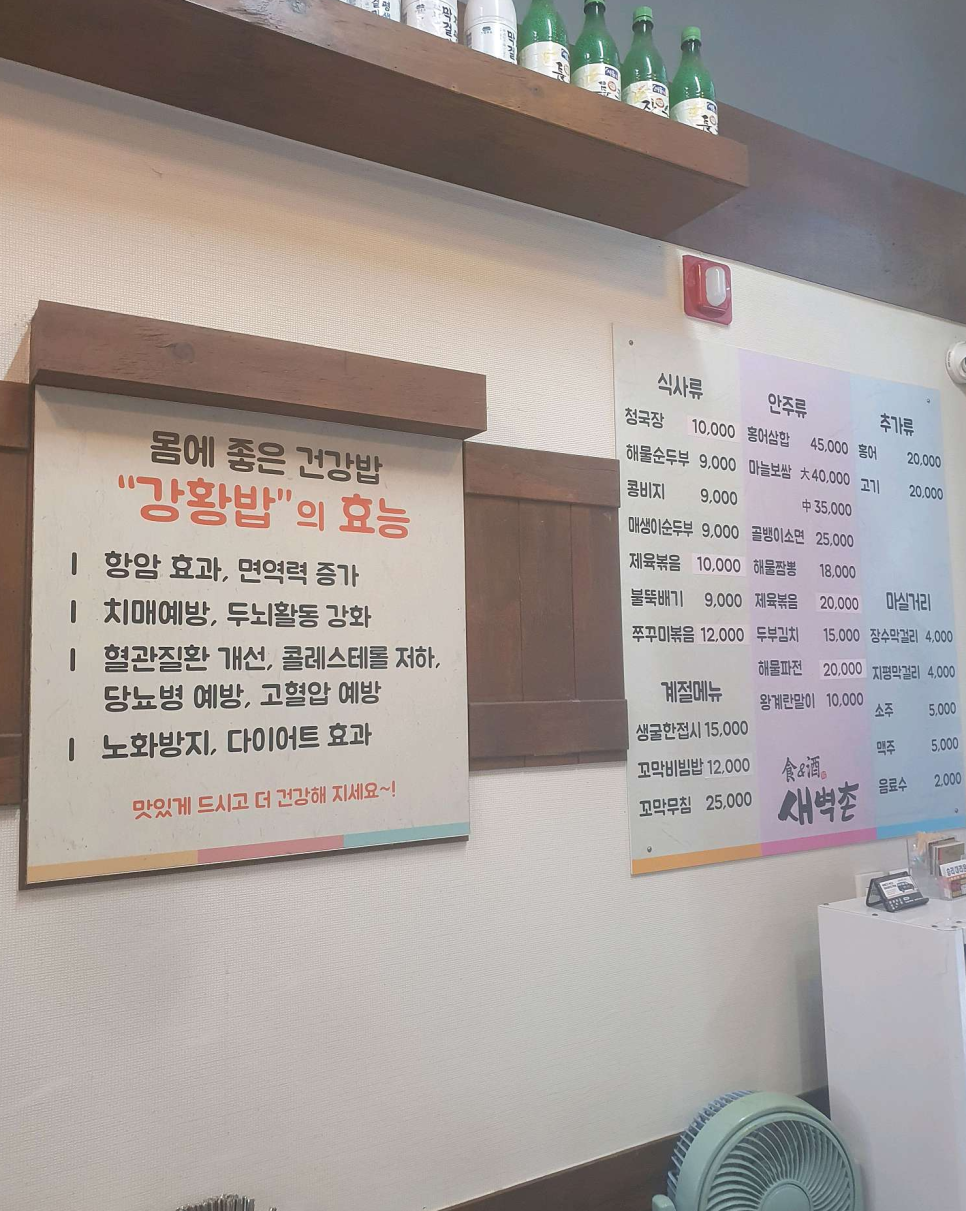 몸에 좋은 건강밥
"강황밥"의 효능
항암 효과, 면역력 증가
치매예방, 두뇌활동 강화
혈관질환 개선, 콜레스테롤 저하,
당뇨병 예방, 고혈압 예방
노화방지, 다이어트 효과
맛있게 드시고 더 건강해 지세요~!
식사류
청국장 10,000
해물순두부 9,000
콩비지 9,000
매생이순두부 9,000
제육볶음 10,000
불뚝배기 9,000
쭈꾸미볶음 12,000
계절메뉴
생굴한접시 15,000
꼬막비빔밥 12,000
꼬막무침 25,000
안주류
홍어삼합 45,000
마늘보쌈 大 40,000
中 35,000
골뱅이소면 25,000
해물짬뽕 18,000
제육볶음 20,000
두부김치 15,000
해물파전 20,000
왕계란말이 10,000
食&酒
새벽촌
추가류
홍어 20,000
고기 20,000
마실거리
장수막걸리 4,000
지평막걸리 4,000
소주 5,000
맥주 5,000
음료수 2,000